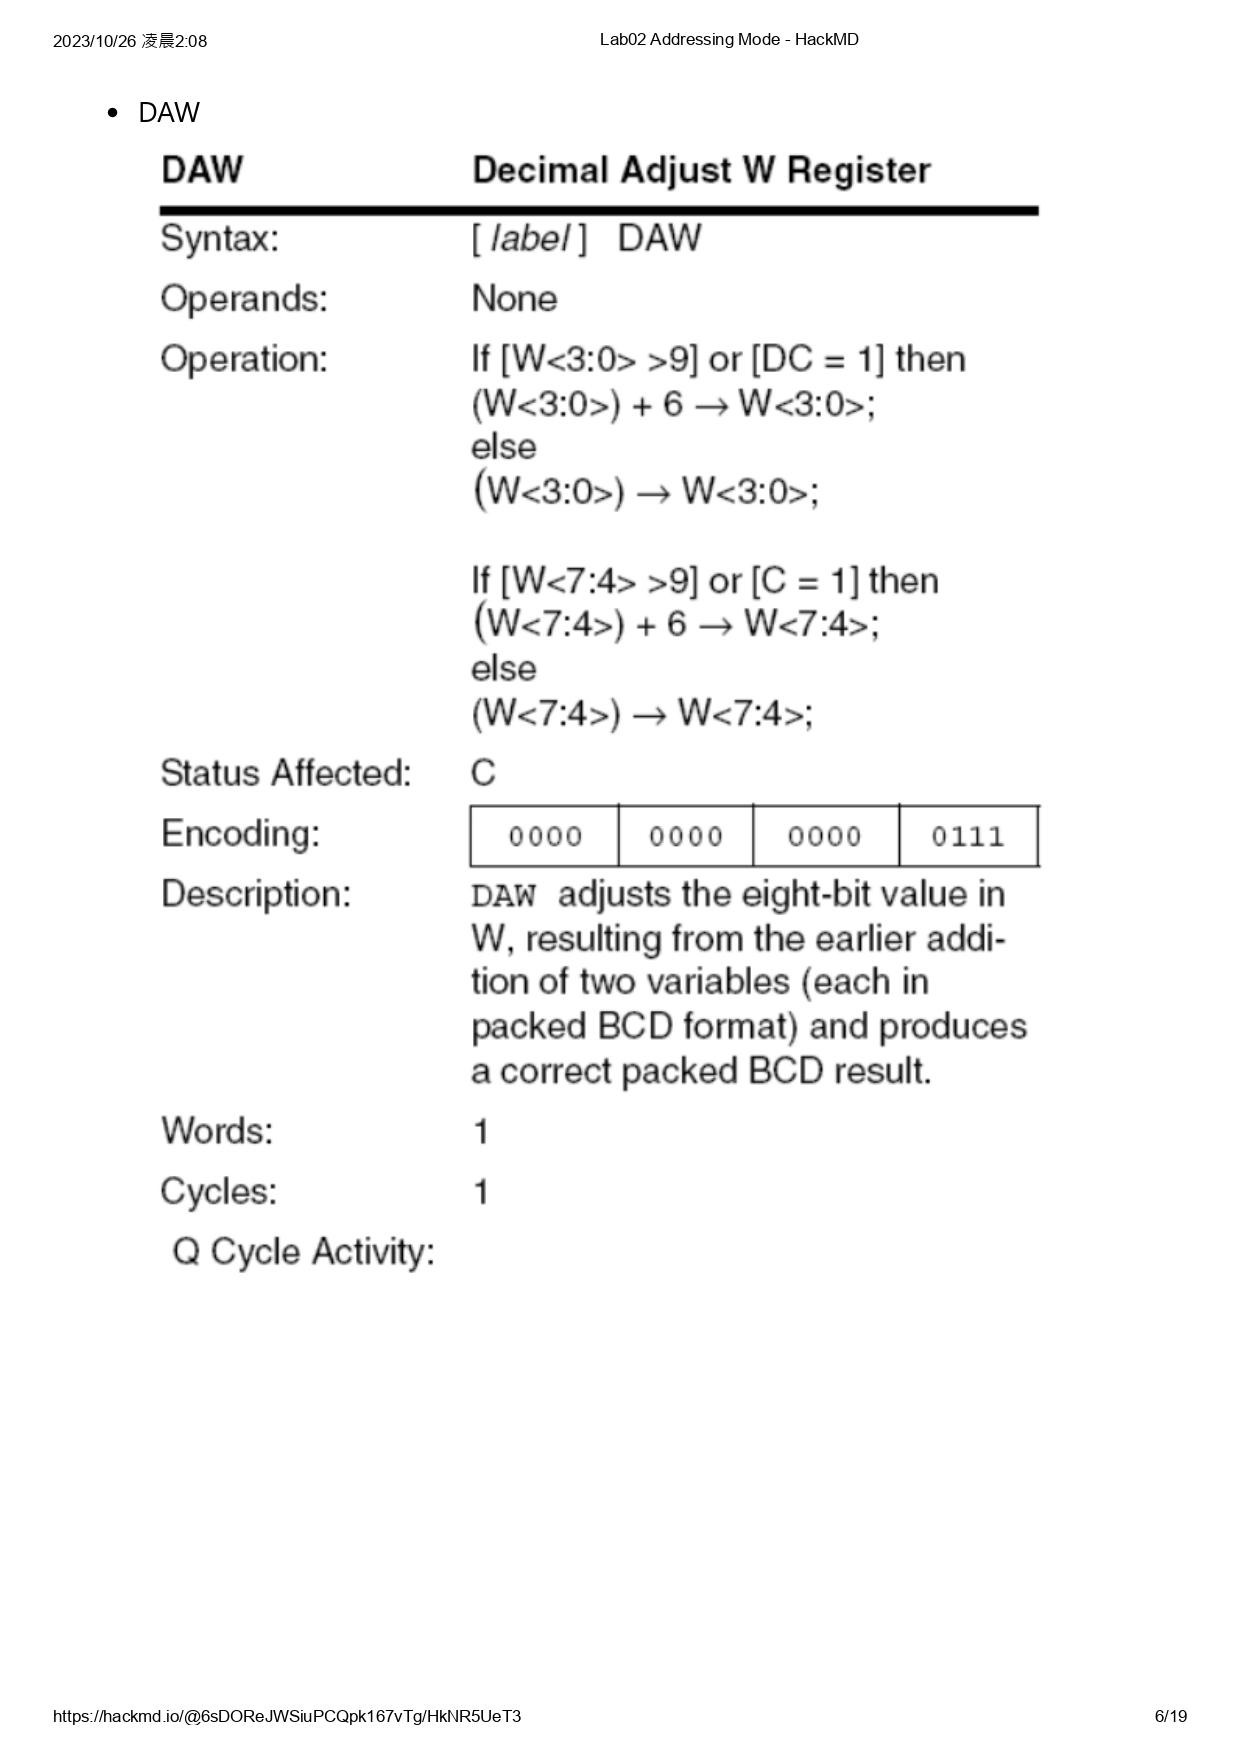 2023/10/26 凌晨2:08
Lab02 Addressing Mode - HackMD
• DAW
DAW Decimal Adjust W Register
Syntax: [ label ] DAW
Operands: None
Operation: If [W<3:0> >9] or [DC = 1] then
(W<3:0>) + 6 → W<3:0>;
else
(W<3:0>) → W<3:0>;
If [W<7:4> >9] or [C = 1] then
(W<7:4>) + 6 → W<7:4>;
else
(W<7:4>) → W<7:4>;
Status Affected: C
Encoding: 0000 0000 0000 0111
Description: DAW adjusts the eight-bit value in
W, resulting from the earlier addi-
tion of two variables (each in
packed BCD format) and produces
a correct packed BCD result.
Words: 1
Cycles: 1
Q Cycle Activity:
https://hackmd.io/@6sDOReJWSiuPCQpk167vTg/HkNR5UeT3
6/19